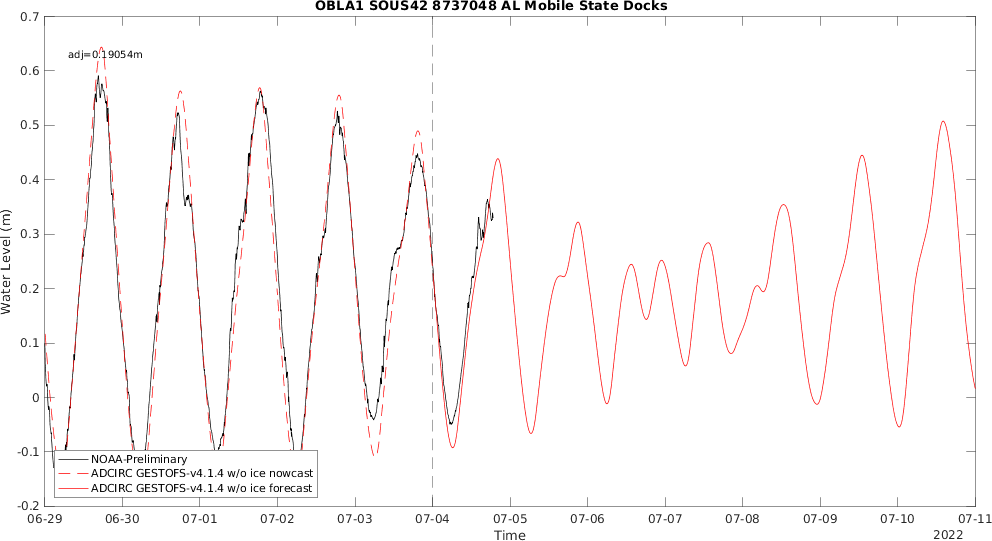 OBLA1 SOUS42 8737048 AL Mobile State Docks
adj=0.19054m
0.7
0.6
0.5
0.4
0.3
0.2
0.1
0
-0.1
-0.2
Water Level (m)
NOAA-Preliminary
ADCIRC GESTOFS-v4.1.4 w/o ice nowcast
ADCIRC GESTOFS-v4.1.4 w/o ice forecast
06-29 06-30 07-01 07-02 07-03 07-04 07-05 07-06 07-07 07-08 07-09 07-10 07-11
Time
2022